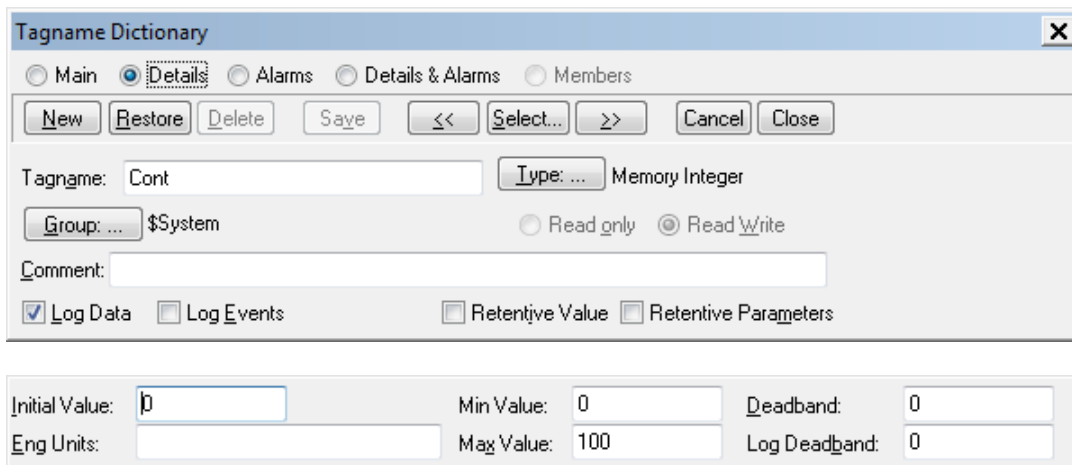 Tagname Dictionary
Main Details Alarms Details & Alarms Members
New Restore Delete Save << Select... >> Cancel Close
Tagname: Cont Type: ... Memory Integer
Group: ... $System Read only Read Write
Comment:
Log Data Log Events Retentive Value Retentive Parameters
Initial Value: 0 Min Value: 0 Deadband: 0
Eng Units: Max Value: 100 Log Deadband: 0